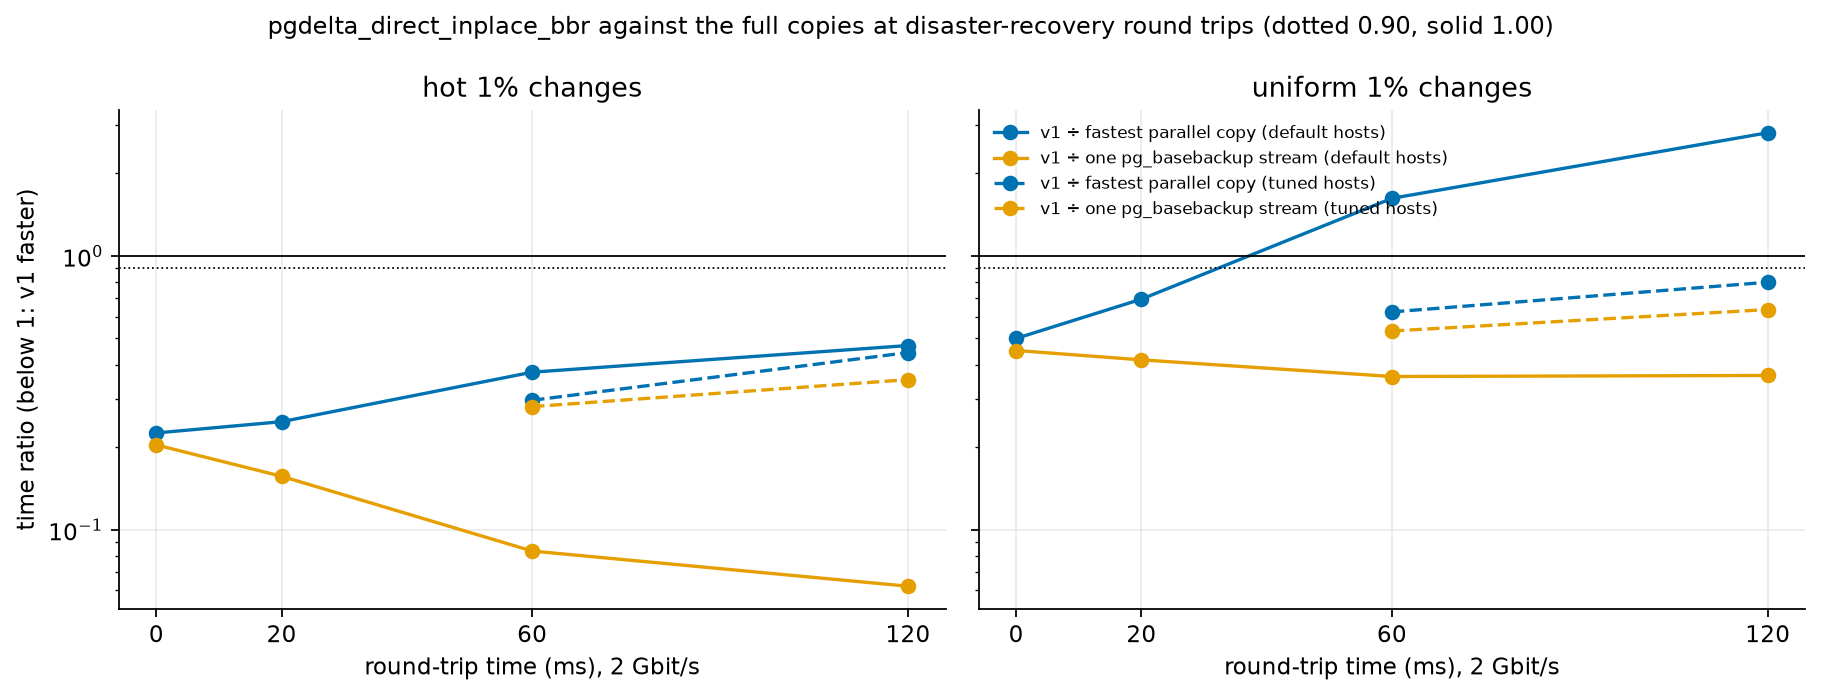 pgdelta_direct_inplace_bbr against the full copies at disaster-recovery round trips (dotted 0.90, solid 1.00)
hot 1% changes
uniform 1% changes
time ratio (below 1: v1 faster)
10⁰
10⁻¹
v1 ÷ fastest parallel copy (default hosts)
v1 ÷ one pg_basebackup stream (default hosts)
v1 ÷ fastest parallel copy (tuned hosts)
v1 ÷ one pg_basebackup stream (tuned hosts)
0 20 60 120
0 20 60 120
round-trip time (ms), 2 Gbit/s
round-trip time (ms), 2 Gbit/s